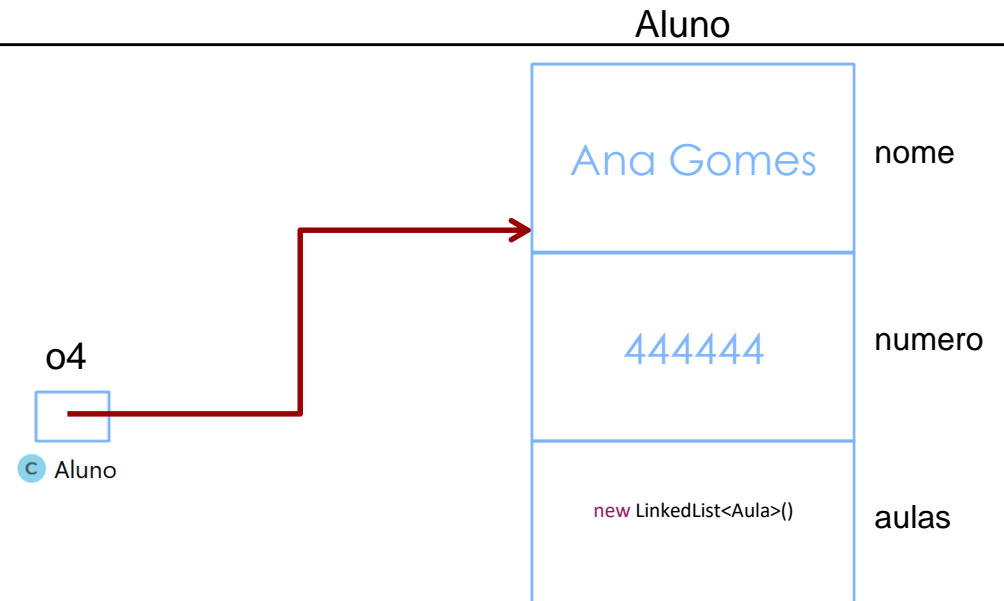 Aluno
Ana Gomes
nome
444444
numero
o4
C Aluno
new LinkedList<Aula>()
aulas